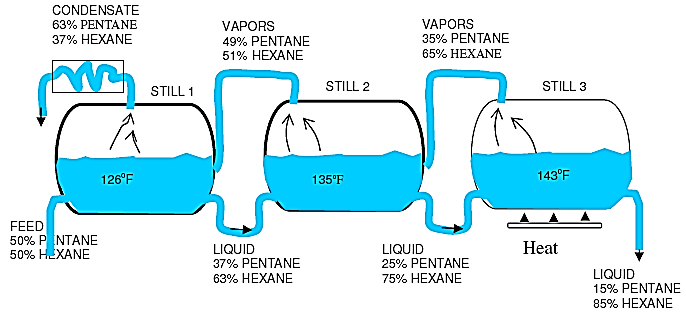 CONDENSATE
63% PENTANE
37% HEXANE
VAPORS
49% PENTANE
51% HEXANE
VAPORS
35% PENTANE
65% HEXANE
STILL 1
STILL 2
STILL 3
126°F
135°F
143°F
FEED
50% PENTANE
50% HEXANE
LIQUID
37% PENTANE
63% HEXANE
LIQUID
25% PENTANE
75% HEXANE
Heat
LIQUID
15% PENTANE
85% HEXANE